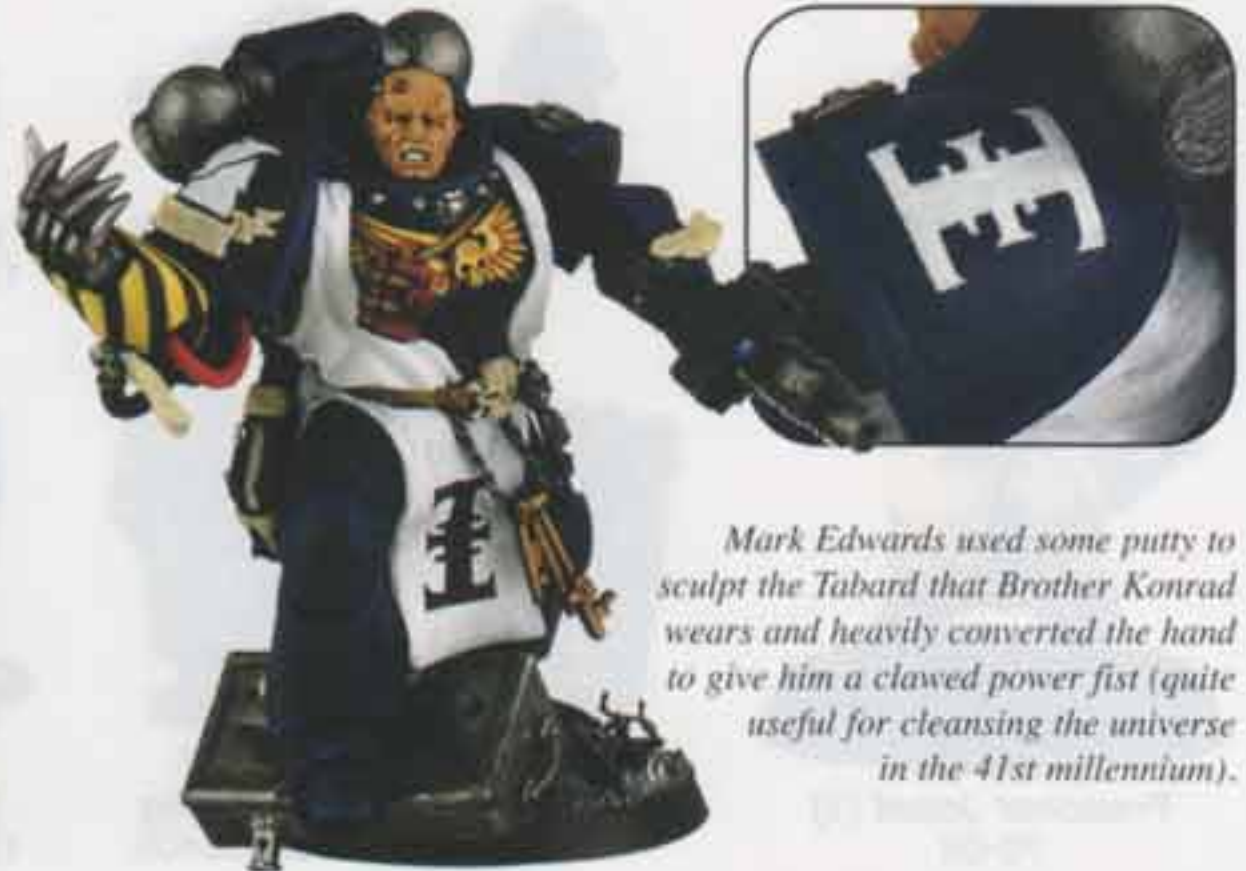 Mark Edwards used some putty to
sculpt the Tabard that Brother Konrad
wears and heavily converted the hand
to give him a clawed power fist (quite
useful for cleansing the universe
in the 41st millennium).